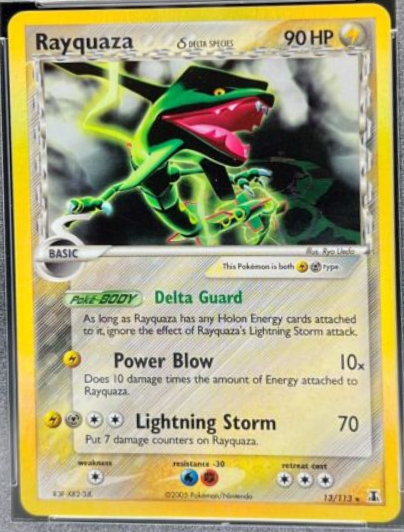 Rayquaza δ DELTA SPECIES 90 HP
BASIC
Illus. Ryo Ueda
This Pokémon is both type.
Poké-BODY Delta Guard
As long as Rayquaza has any Holon Energy cards attached
to it, ignore the effect of Rayquaza's Lightning Storm attack.
Power Blow 10x
Does 10 damage times the amount of Energy attached to
Rayquaza.
Lightning Storm 70
Put 7 damage counters on Rayquaza.
weakness resistance -30 retreat cost
©2005 Pokémon/Nintendo 13/113 ★